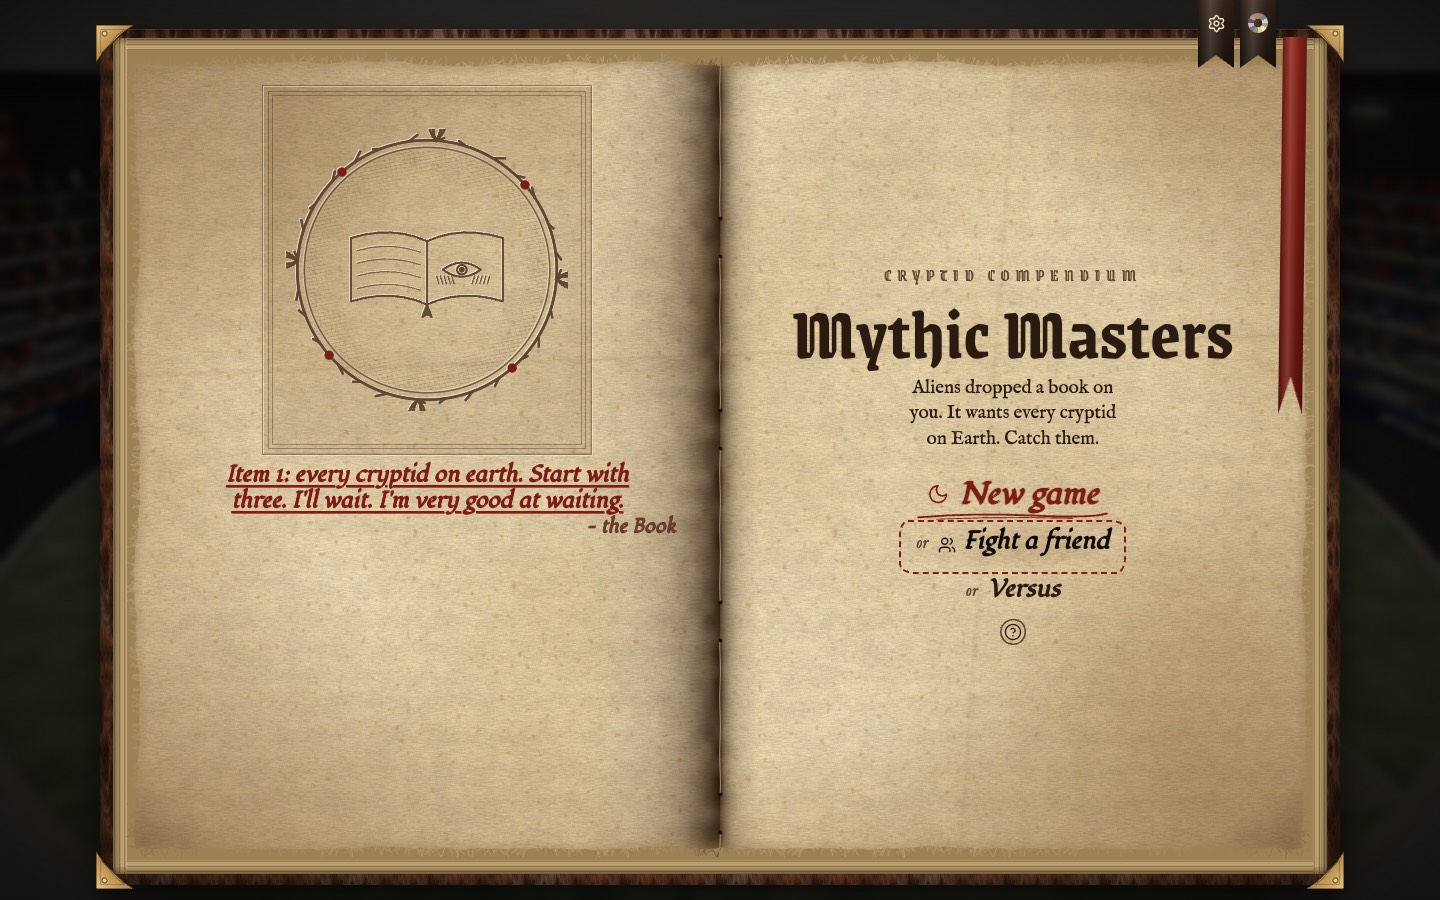 Item 1: every cryptid on earth. Start with
three. I'll wait. I'm very good at waiting.
- the Book
CRYPTID COMPENDIUM
Mythic Masters
Aliens dropped a book on
you. It wants every cryptid
on Earth. Catch them.
New game
or Fight a friend
or Versus
?